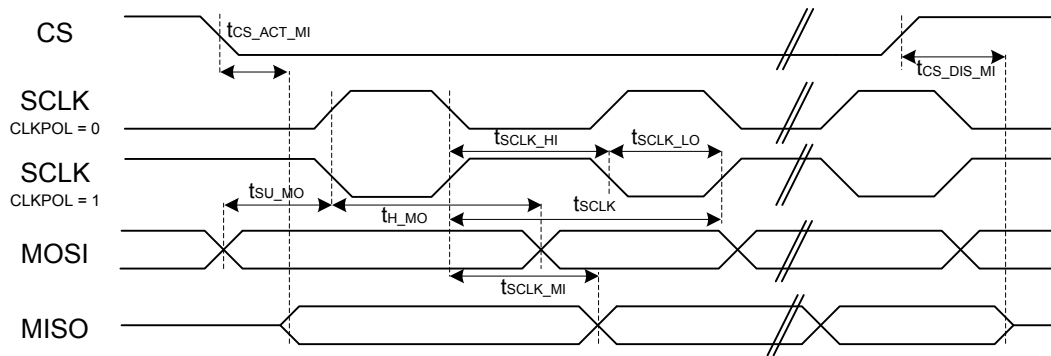 CS
tCS_ACT_MI
tCS_DIS_MI
SCLK
CLKPOL = 0
tSCLK_HI
tSCLK_LO
SCLK
CLKPOL = 1
tSU_MO
tH_MO
tSCLK
MOSI
tSCLK_MI
MISO